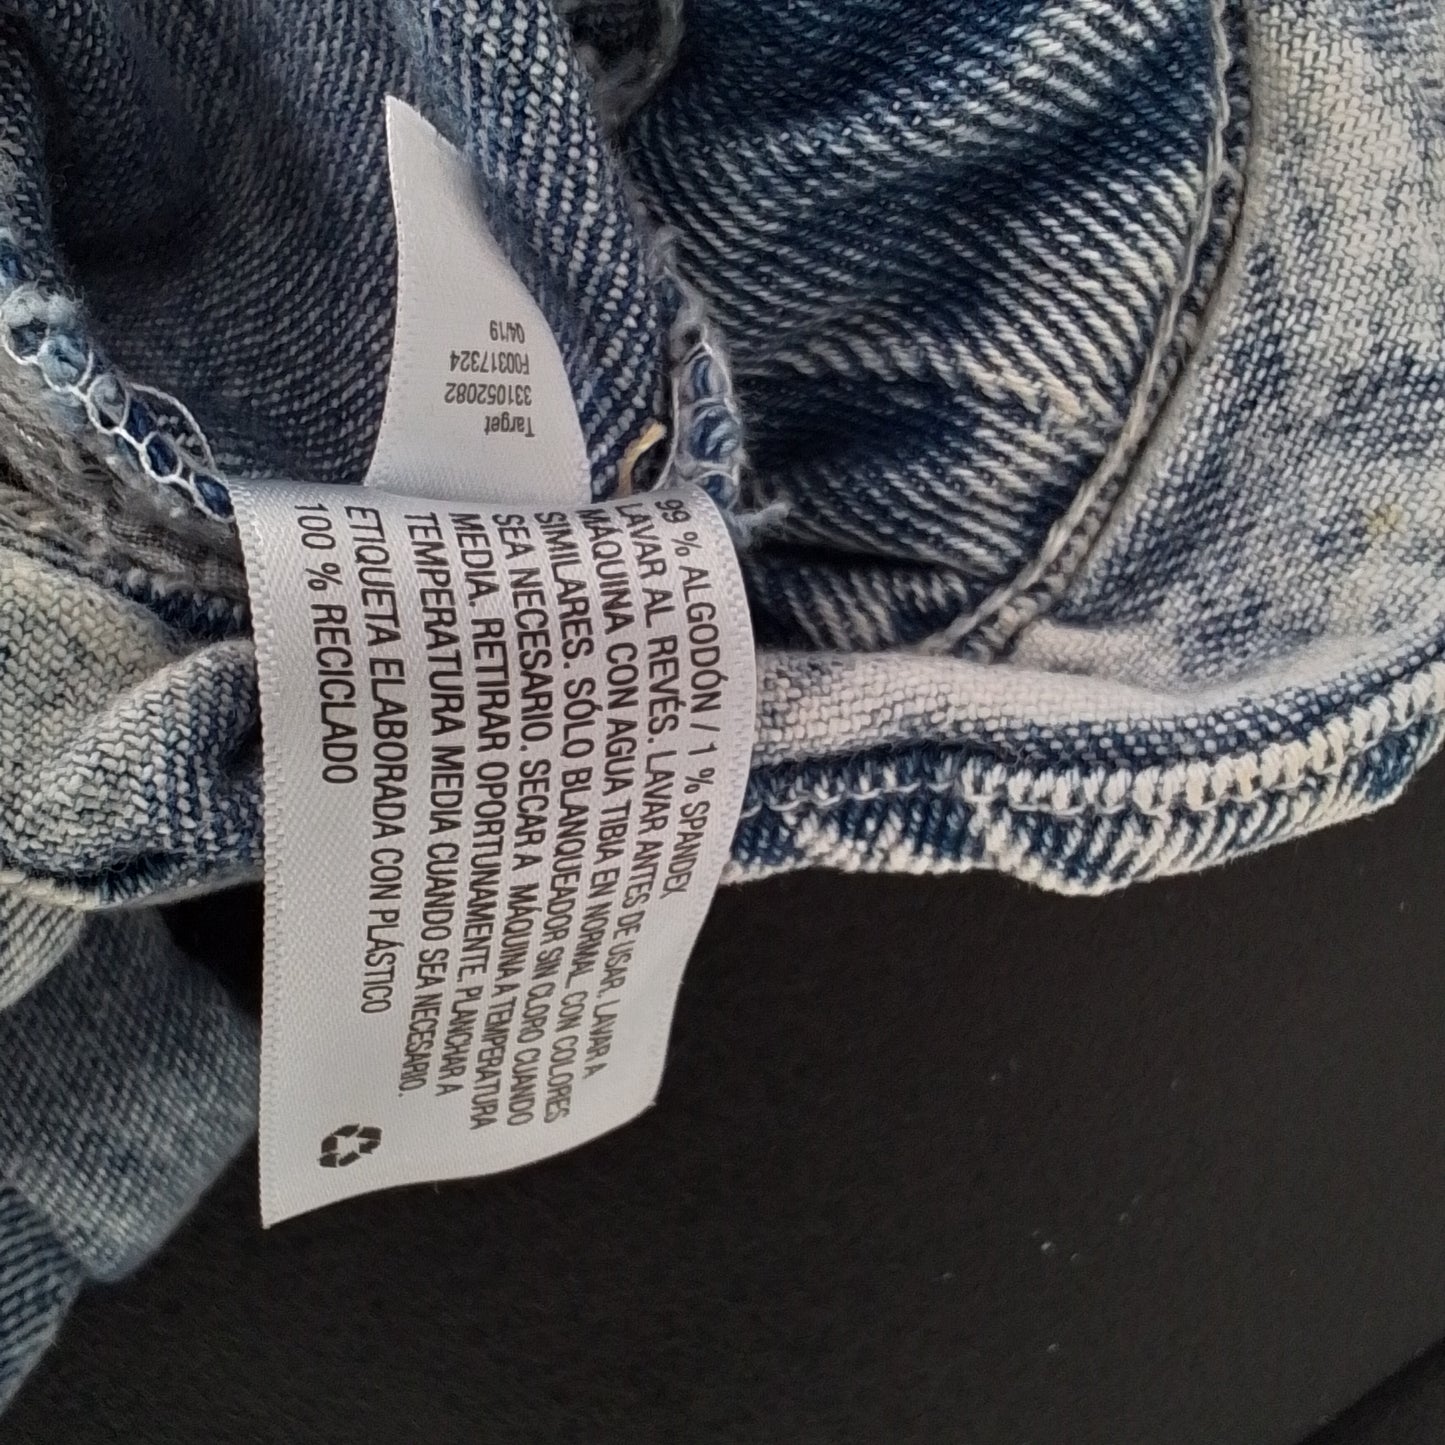 99 % ALGODÓN / 1 % SPANDEX
LAVAR AL REVÉS. LAVAR ANTES DE USAR. LAVAR A
MÁQUINA CON AGUA TIBIA EN NORMAL, CON COLORES
SIMILARES. SÓLO BLANQUEADOR SIN CLORO CUANDO
SEA NECESARIO. SECAR A MÁQUINA A TEMPERATURA
MEDIA. RETIRAR OPORTUNAMENTE. PLANCHAR A
TEMPERATURA MEDIA CUANDO SEA NECESARIO.
ETIQUETA ELABORADA CON PLÁSTICO
100 % RECICLADO
Target
331052082
F00317324
Q4/19